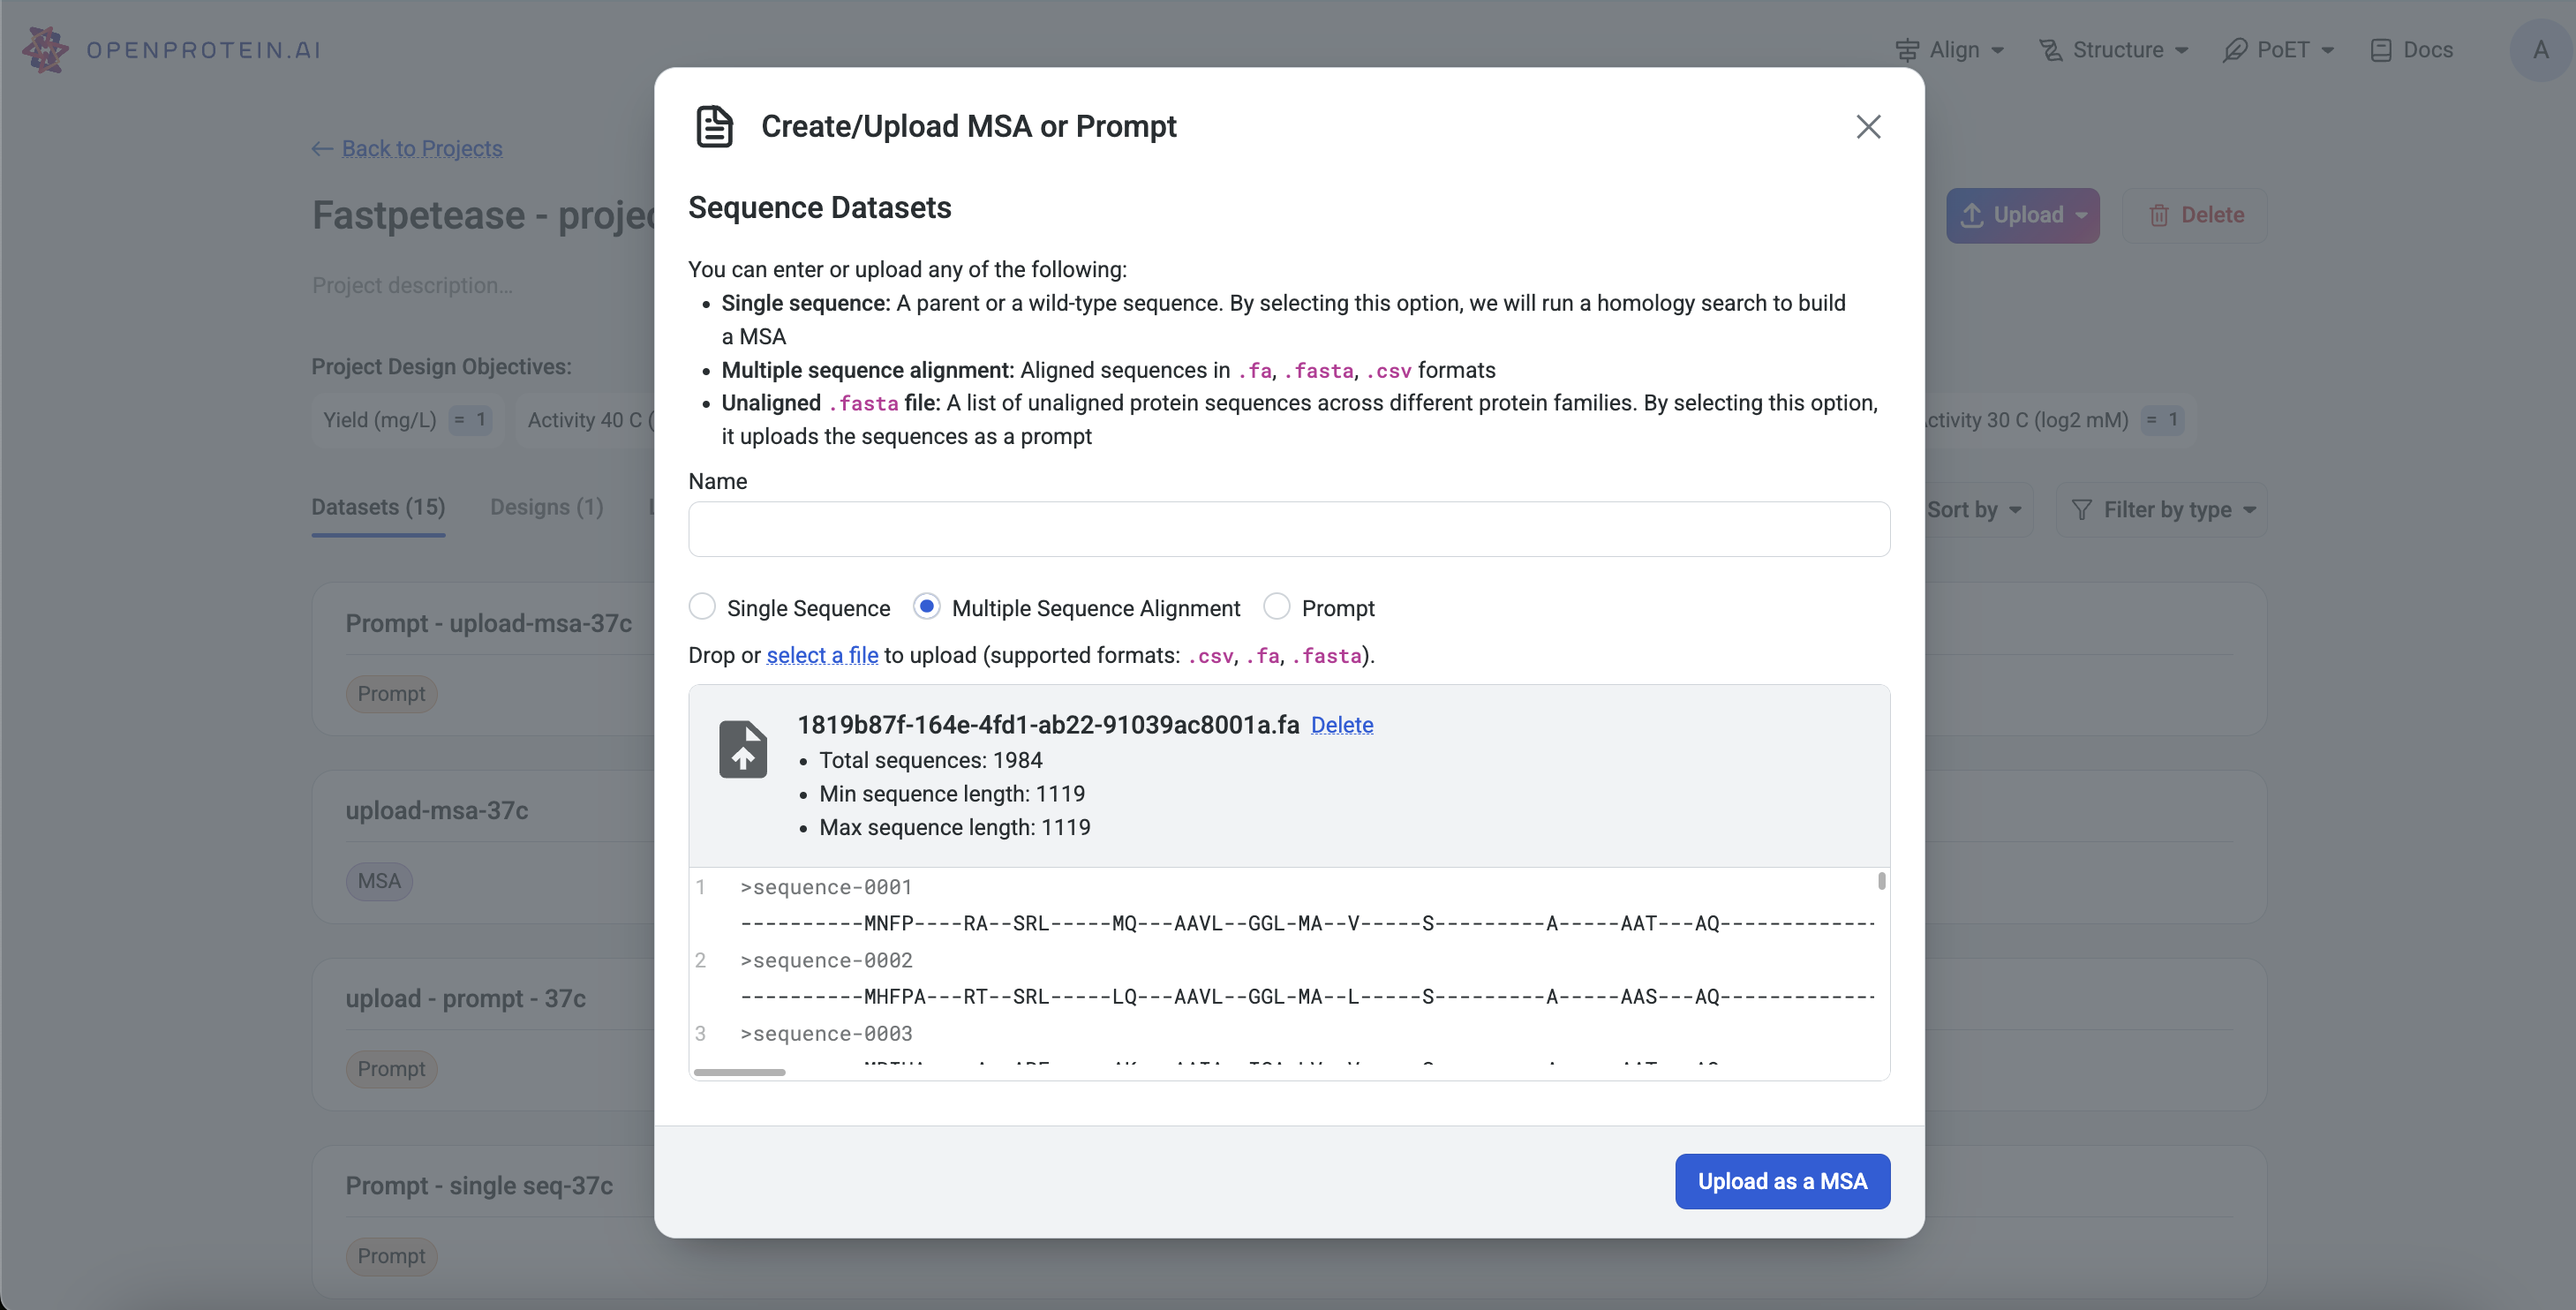 OPENPROTEIN.AI
Align
Structure
PoET
Docs
A
Back to Projects
Fastpetease - projec
Upload
Delete
Project description...
Project Design Objectives:
Yield (mg/L) = 1
Activity 40 C (
ctivity 30 C (log2 mM) = 1
Datasets (15)
Designs (1)
Sort by
Filter by type
Prompt - upload-msa-37c
Prompt
upload-msa-37c
MSA
upload - prompt - 37c
Prompt
Prompt - single seq-37c
Prompt
Create/Upload MSA or Prompt
Sequence Datasets
You can enter or upload any of the following:
• Single sequence: A parent or a wild-type sequence. By selecting this option, we will run a homology search to build
a MSA
• Multiple sequence alignment: Aligned sequences in .fa, .fasta, .csv formats
• Unaligned .fasta file: A list of unaligned protein sequences across different protein families. By selecting this option,
it uploads the sequences as a prompt
Name
Single Sequence
Multiple Sequence Alignment
Prompt
Drop or select a file to upload (supported formats: .csv, .fa, .fasta).
1819b87f-164e-4fd1-ab22-91039ac8001a.fa Delete
• Total sequences: 1984
• Min sequence length: 1119
• Max sequence length: 1119
1 >sequence-0001
----------MNFP----RA--SRL-----MQ---AAVL--GGL-MA--V-----S---------A-----AAT---AQ-------------
2 >sequence-0002
----------MHFPA---RT--SRL-----LQ---AAVL--GGL-MA--L-----S---------A-----AAS---AQ-------------
3 >sequence-0003
Upload as a MSA